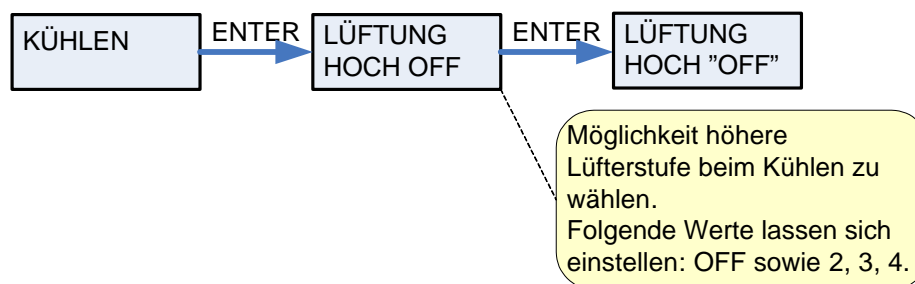 KÜHLEN
ENTER
LÜFTUNG
HOCH OFF
ENTER
LÜFTUNG
HOCH ”OFF”
Möglichkeit höhere
Lüfterstufe beim Kühlen zu
wählen.
Folgende Werte lassen sich
einstellen: OFF sowie 2, 3, 4.